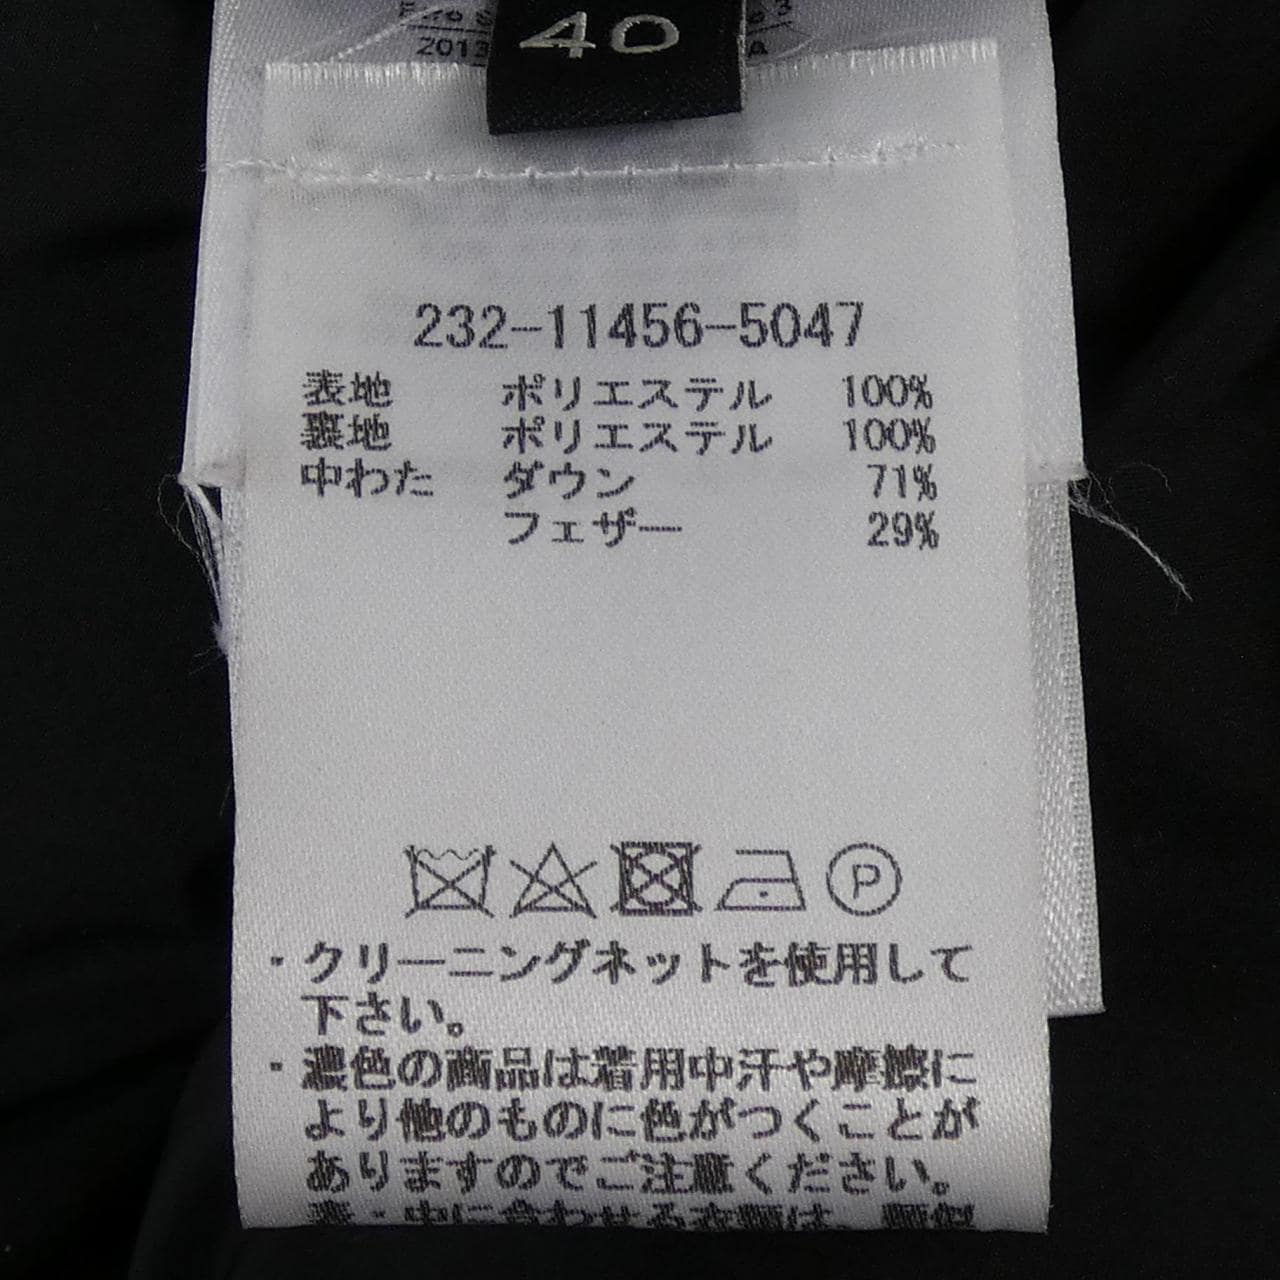 40
2013
A
232-11456-5047
表地 ポリエステル 100%
裏地 ポリエステル 100%
中わた ダウン 71%
フェザー 29%
P
・クリーニングネットを使用して
下さい。
・濃色の商品は着用中汗や摩擦に
より他のものに色がつくことが
ありますのでご注意ください。